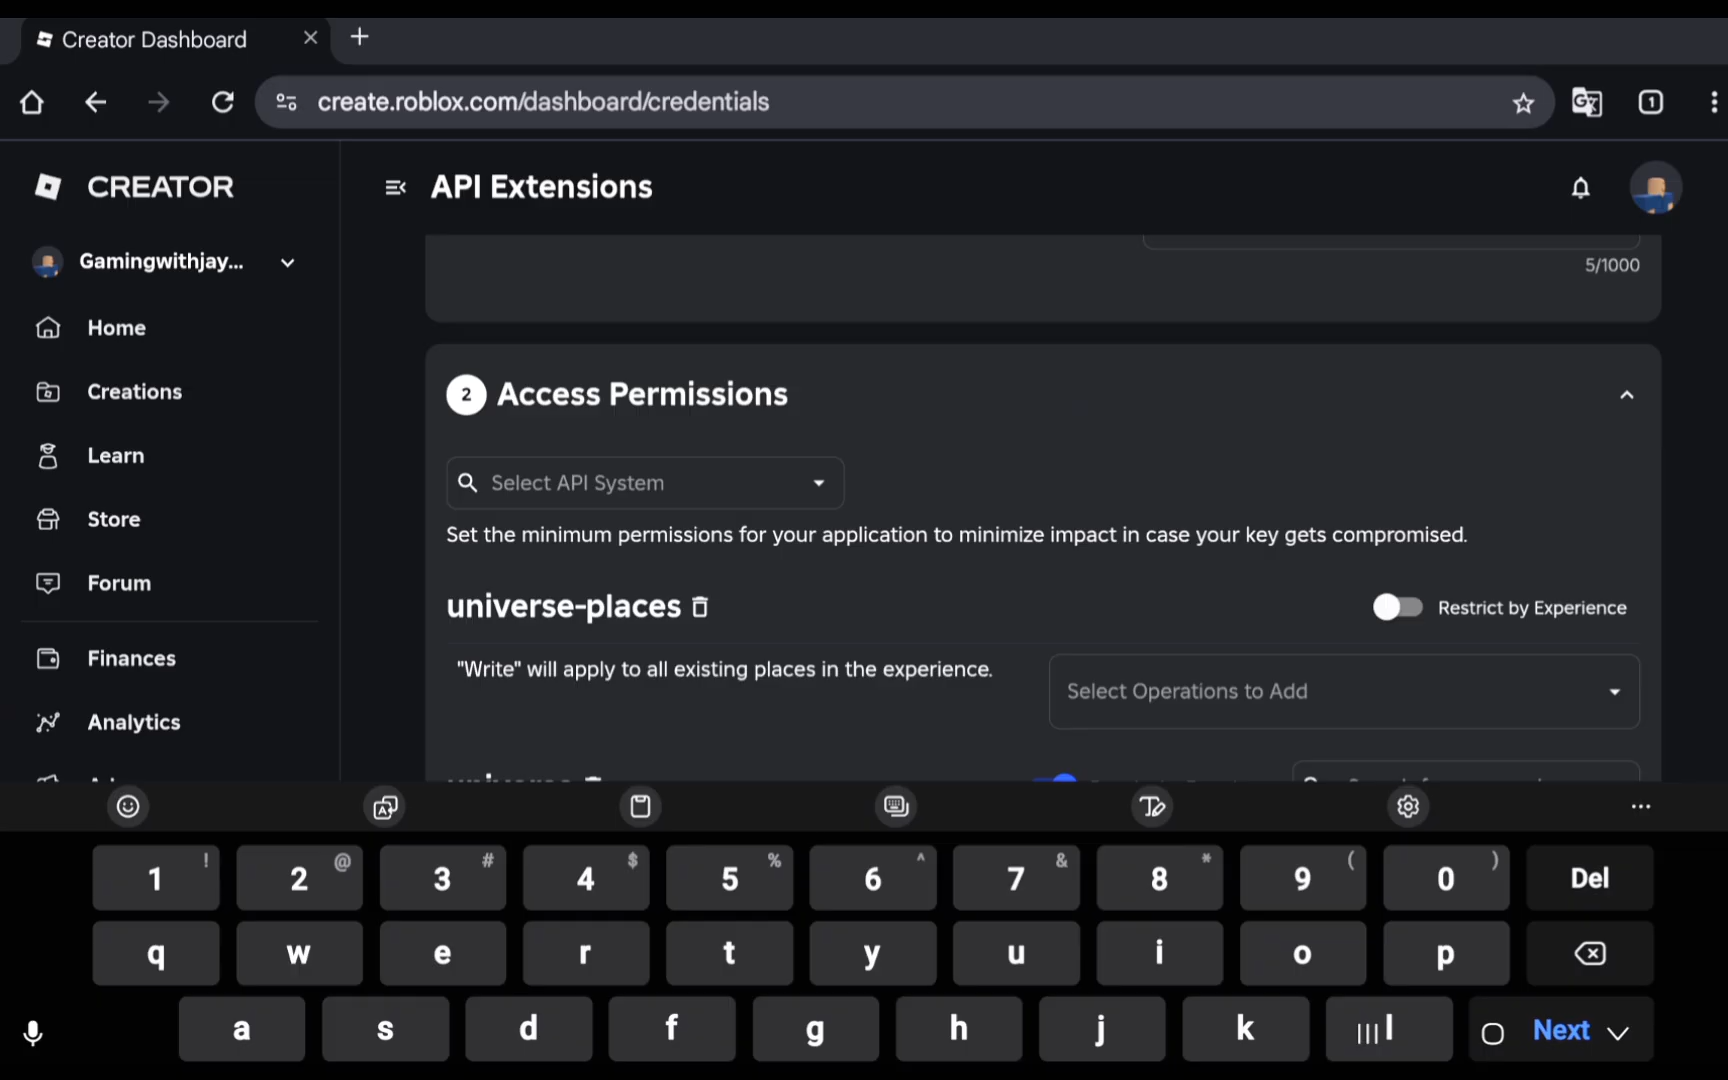 Creator Dashboard
create.roblox.com/dashboard/credentials
1
CREATOR
API Extensions
Gamingwithjay...
5/1000
Home
Creations
Learn
Store
Forum
Finances
Analytics
2 Access Permissions
Select API System
Set the minimum permissions for your application to minimize impact in case your key gets compromised.
universe-places
Restrict by Experience
"Write" will apply to all existing places in the experience.
Select Operations to Add
1 ! 2 @ 3 # 4 $ 5 % 6 ^ 7 & 8 * 9 ( 0 ) Del
q w e r t y u i o p
a s d f g h j k l Next